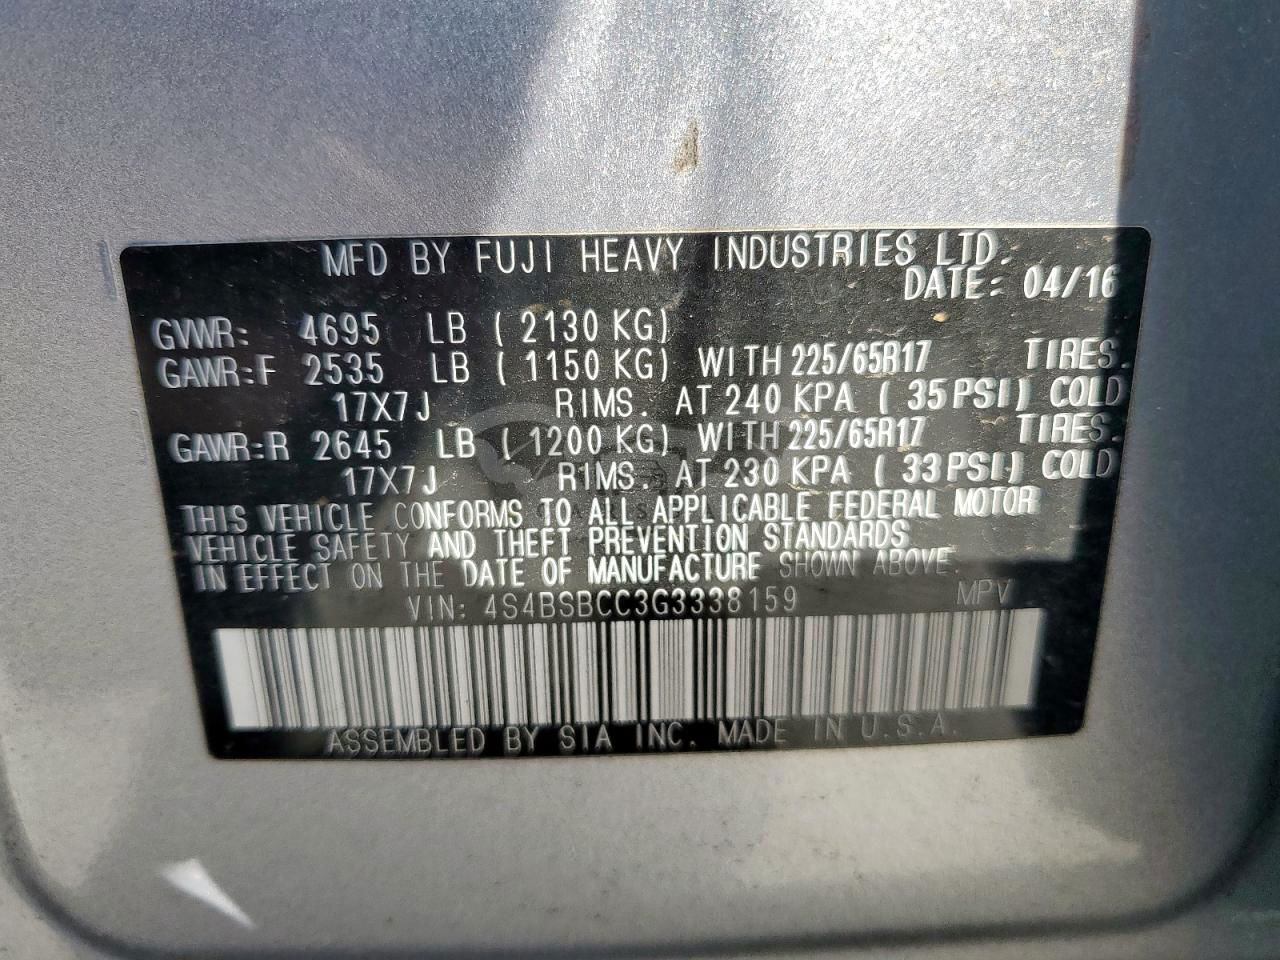 MFD BY FUJI HEAVY INDUSTRIES LTD.
DATE: 04/16
GVWR: 4695 LB ( 2130 KG)
GAWR:F 2535 LB ( 1150 KG) WITH 225/65R17 TIRES.
17X7J RIMS. AT 240 KPA ( 35 PSI) COLD
GAWR:R 2645 LB ( 1200 KG) WITH 225/65R17 TIRES.
17X7J RIMS. AT 230 KPA ( 33 PSI) COLD
THIS VEHICLE CONFORMS TO ALL APPLICABLE FEDERAL MOTOR
VEHICLE SAFETY AND THEFT PREVENTION STANDARDS
IN EFFECT ON THE DATE OF MANUFACTURE SHOWN ABOVE.
VIN: 4S4BSBCC3G3338159 MPV
ASSEMBLED BY SIA INC. MADE IN U.S.A.